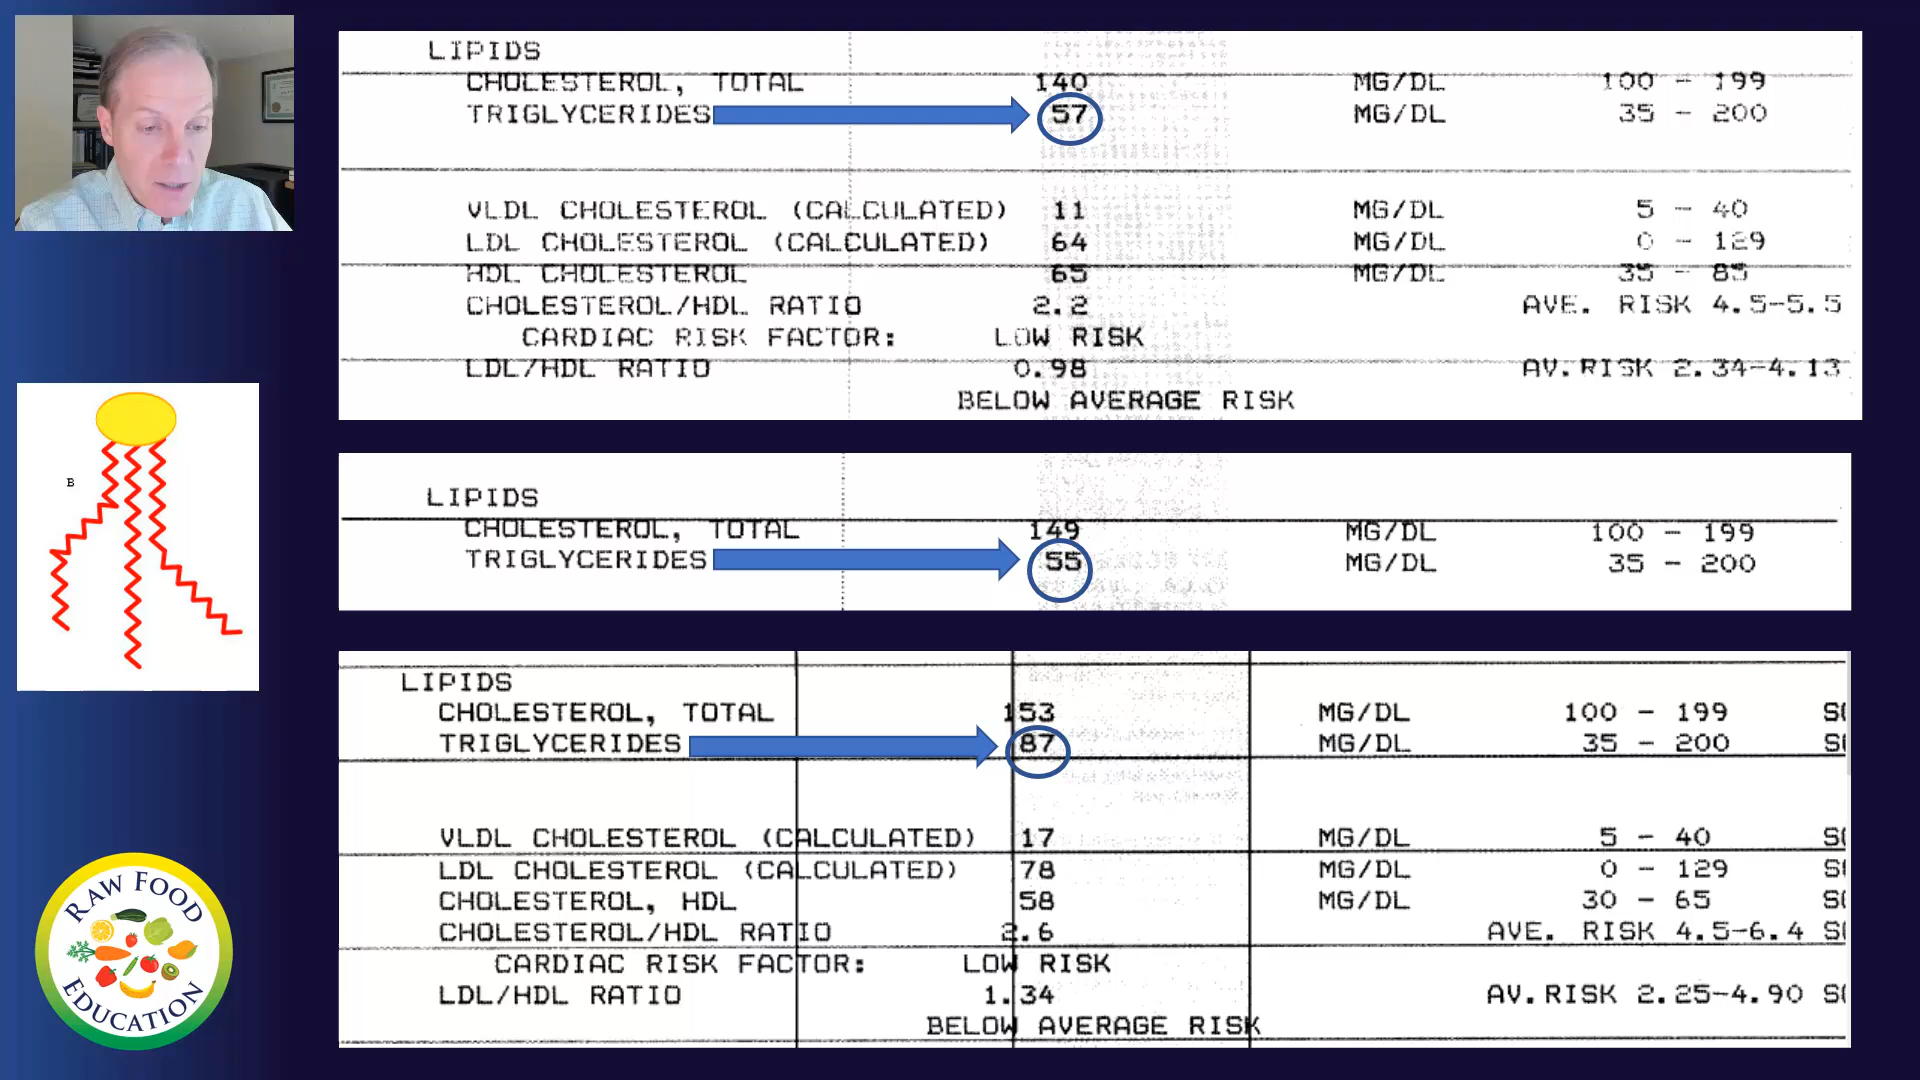 LIPIDS
CHOLESTEROL, TOTAL 140 MG/DL 100 - 199
TRIGLYCERIDES 57 MG/DL 35 - 200
VLDL CHOLESTEROL (CALCULATED) 11 MG/DL 5 - 40
LDL CHOLESTEROL (CALCULATED) 64 MG/DL 0 - 129
HDL CHOLESTEROL 65 MG/DL 35 - 85
CHOLESTEROL/HDL RATIO 2.2 AVE. RISK 4.5-5.5
CARDIAC RISK FACTOR: LOW RISK
LDL/HDL RATIO 0.98 AV.RISK 2.34-4.13
BELOW AVERAGE RISK
B
LIPIDS
CHOLESTEROL, TOTAL 149 MG/DL 100 - 199
TRIGLYCERIDES 55 MG/DL 35 - 200
LIPIDS
CHOLESTEROL, TOTAL 153 MG/DL 100 - 199
TRIGLYCERIDES 87 MG/DL 35 - 200
VLDL CHOLESTEROL (CALCULATED) 17 MG/DL 5 - 40
LDL CHOLESTEROL (CALCULATED) 78 MG/DL 0 - 129
CHOLESTEROL, HDL 58 MG/DL 30 - 65
CHOLESTEROL/HDL RATIO 2.6 AVE. RISK 4.5-6.4
CARDIAC RISK FACTOR: LOW RISK
LDL/HDL RATIO 1.34 AV.RISK 2.25-4.90
BELOW AVERAGE RISK
RAW FOOD
EDUCATION